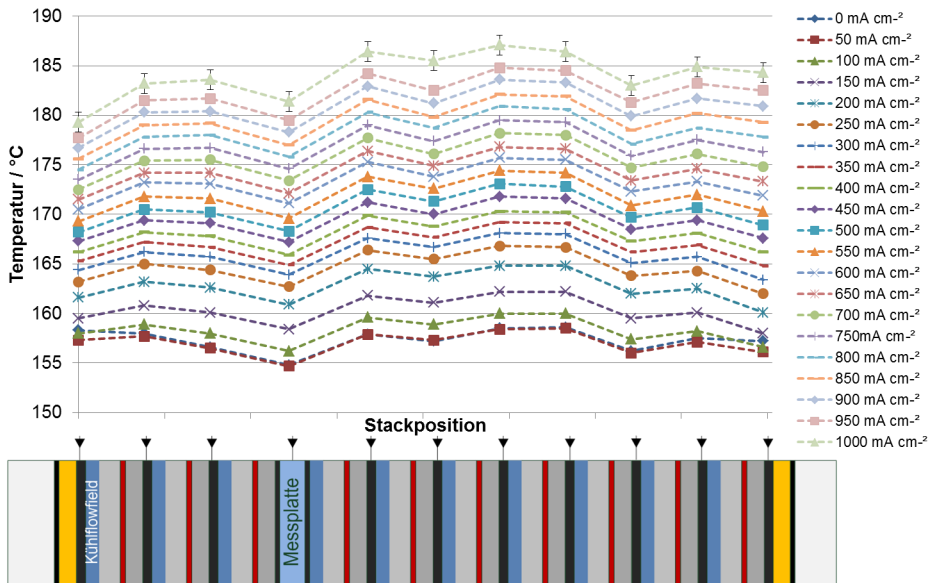 Temperatur / °C
190
185
180
175
170
165
160
155
150
Stackposition
0 mA cm-²
50 mA cm-²
100 mA cm-²
150 mA cm-²
200 mA cm-²
250 mA cm-²
300 mA cm-²
350 mA cm-²
400 mA cm-²
450 mA cm-²
500 mA cm-²
550 mA cm-²
600 mA cm-²
650 mA cm-²
700 mA cm-²
750mA cm-²
800 mA cm-²
850 mA cm-²
900 mA cm-²
950 mA cm-²
1000 mA cm-²
Kühlflowfield
Messplatte